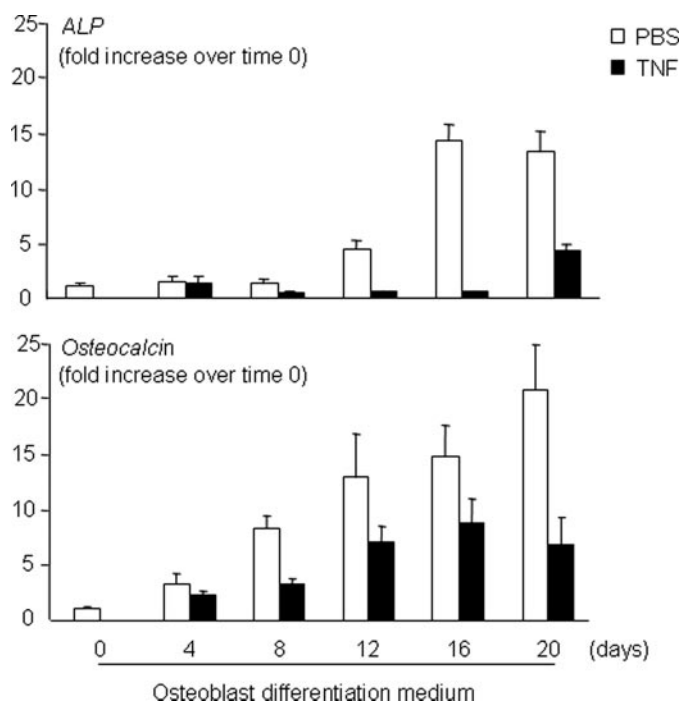 ALP
(fold increase over time 0)
PBS
TNF
25
20
15
10
5
0
Osteocalcin
(fold increase over time 0)
25
20
15
10
5
0
0 4 8 12 16 20 (days)
Osteoblast differentiation medium